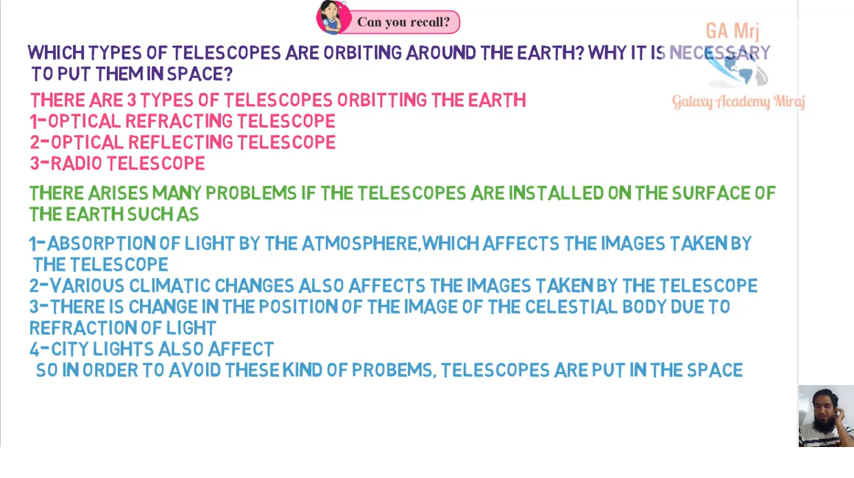 Can you recall?
GA Mrj
WHICH TYPES OF TELESCOPES ARE ORBITING AROUND THE EARTH? WHY IT IS NECESSARY
TO PUT THEM IN SPACE?
Galaxy Academy Miraj
THERE ARE 3 TYPES OF TELESCOPES ORBITTING THE EARTH
1-OPTICAL REFRACTING TELESCOPE
2-OPTICAL REFLECTING TELESCOPE
3-RADIO TELESCOPE
THERE ARISES MANY PROBLEMS IF THE TELESCOPES ARE INSTALLED ON THE SURFACE OF
THE EARTH SUCH AS
1-ABSORPTION OF LIGHT BY THE ATMOSPHERE,WHICH AFFECTS THE IMAGES TAKEN BY
THE TELESCOPE
2-VARIOUS CLIMATIC CHANGES ALSO AFFECTS THE IMAGES TAKEN BY THE TELESCOPE
3-THERE IS CHANGE IN THE POSITION OF THE IMAGE OF THE CELESTIAL BODY DUE TO
REFRACTION OF LIGHT
4-CITY LIGHTS ALSO AFFECT
SO IN ORDER TO AVOID THESE KIND OF PROBEMS, TELESCOPES ARE PUT IN THE SPACE